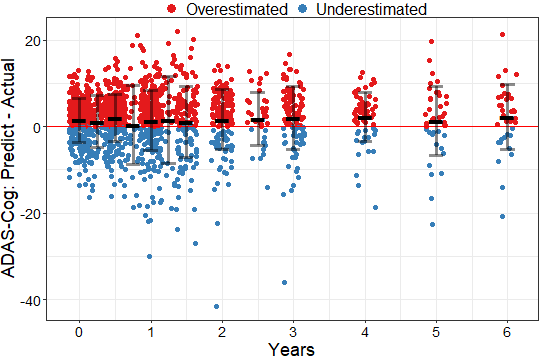 Overestimated Underestimated
ADAS-Cog: Predict - Actual
20
0
-20
-40
0 1 2 3 4 5 6
Years